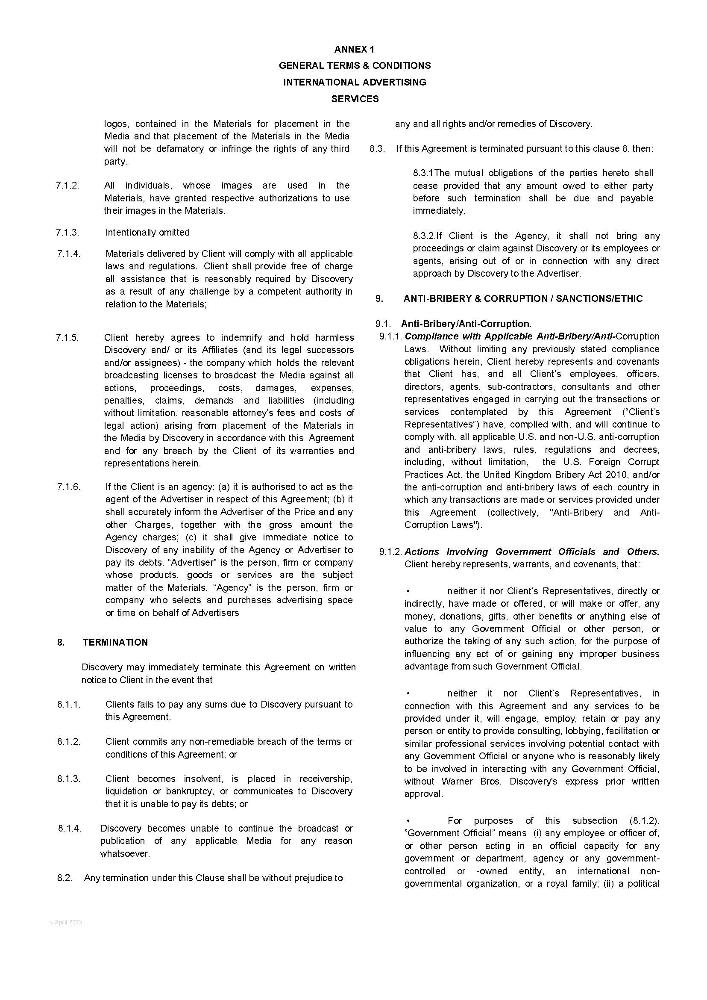 ANNEX 1
GENERAL TERMS & CONDITIONS
INTERNATIONAL ADVERTISING
SERVICES
logos, contained in the Materials for placement in the
Media and that placement of the Materials in the Media
will not be defamatory or infringe the rights of any third
party.
7.1.2. All individuals, whose images are used in the
Materials, have granted respective authorizations to use
their images in the Materials.
7.1.3. Intentionally omitted
7.1.4. Materials delivered by Client will comply with all applicable
laws and regulations. Client shall provide free of charge
all assistance that is reasonably required by Discovery
as a result of any challenge by a competent authority in
relation to the Materials;
7.1.5. Client hereby agrees to indemnify and hold harmless
Discovery and/ or its Affiliates (and its legal successors
and/or assignees) - the company which holds the relevant
broadcasting licenses to broadcast the Media against all
actions, proceedings, costs, damages, expenses,
penalties, claims, demands and liabilities (including
without limitation, reasonable attorney's fees and costs of
legal action) arising from placement of the Materials in
the Media by Discovery in accordance with this Agreement
and for any breach by the Client of its warranties and
representations herein.
7.1.6. If the Client is an agency: (a) it is authorised to act as the
agent of the Advertiser in respect of this Agreement; (b) it
shall accurately inform the Advertiser of the Price and any
other Charges, together with the gross amount the
Agency charges; (c) it shall give immediate notice to
Discovery of any inability of the Agency or Advertiser to
pay its debts. “Advertiser” is the person, firm or company
whose products, goods or services are the subject
matter of the Materials. “Agency” is the person, firm or
company who selects and purchases advertising space
or time on behalf of Advertisers
8. TERMINATION
Discovery may immediately terminate this Agreement on written
notice to Client in the event that
8.1.1. Clients fails to pay any sums due to Discovery pursuant to
this Agreement.
8.1.2. Client commits any non-remediable breach of the terms or
conditions of this Agreement; or
8.1.3. Client becomes insolvent, is placed in receivership,
liquidation or bankruptcy, or communicates to Discovery
that it is unable to pay its debts; or
8.1.4. Discovery becomes unable to continue the broadcast or
publication of any applicable Media for any reason
whatsoever.
8.2. Any termination under this Clause shall be without prejudice to
any and all rights and/or remedies of Discovery.
8.3. If this Agreement is terminated pursuant to this clause 8, then:
8.3.1The mutual obligations of the parties hereto shall
cease provided that any amount owed to either party
before such termination shall be due and payable
immediately.
8.3.2.If Client is the Agency, it shall not bring any
proceedings or claim against Discovery or its employees or
agents, arising out of or in connection with any direct
approach by Discovery to the Advertiser.
9. ANTI-BRIBERY & CORRUPTION / SANCTIONS/ETHIC
9.1. Anti-Bribery/Anti-Corruption.
9.1.1. Compliance with Applicable Anti-Bribery/Anti-Corruption
Laws. Without limiting any previously stated compliance
obligations herein, Client hereby represents and covenants
that Client has, and all Client’s employees, officers,
directors, agents, sub-contractors, consultants and other
representatives engaged in carrying out the transactions or
services contemplated by this Agreement (“Client’s
Representatives”) have, complied with, and will continue to
comply with, all applicable U.S. and non-U.S. anti-corruption
and anti-bribery laws, rules, regulations and decrees,
including, without limitation, the U.S. Foreign Corrupt
Practices Act, the United Kingdom Bribery Act 2010, and/or
the anti-corruption and anti-bribery laws of each country in
which any transactions are made or services provided under
this Agreement (collectively, "Anti-Bribery and Anti-
Corruption Laws").
9.1.2. Actions Involving Government Officials and Others.
Client hereby represents, warrants, and covenants, that:
• neither it nor Client’s Representatives, directly or
indirectly, have made or offered, or will make or offer, any
money, donations, gifts, other benefits or anything else of
value to any Government Official or other person, or
authorize the taking of any such action, for the purpose of
influencing any act of or gaining any improper business
advantage from such Government Official.
• neither it nor Client’s Representatives, in
connection with this Agreement and any services to be
provided under it, will engage, employ, retain or pay any
person or entity to provide consulting, lobbying, facilitation or
similar professional services involving potential contact with
any Government Official or anyone who is reasonably likely
to be involved in interacting with any Government Official,
without Warner Bros. Discovery's express prior written
approval.
• For purposes of this subsection (8.1.2),
”Government Official” means (i) any employee or officer of,
or other person acting in an official capacity for any
government or department, agency or any government-
controlled or -owned entity, an international non-
governmental organization, or a royal family; (ii) a political
v April 2023